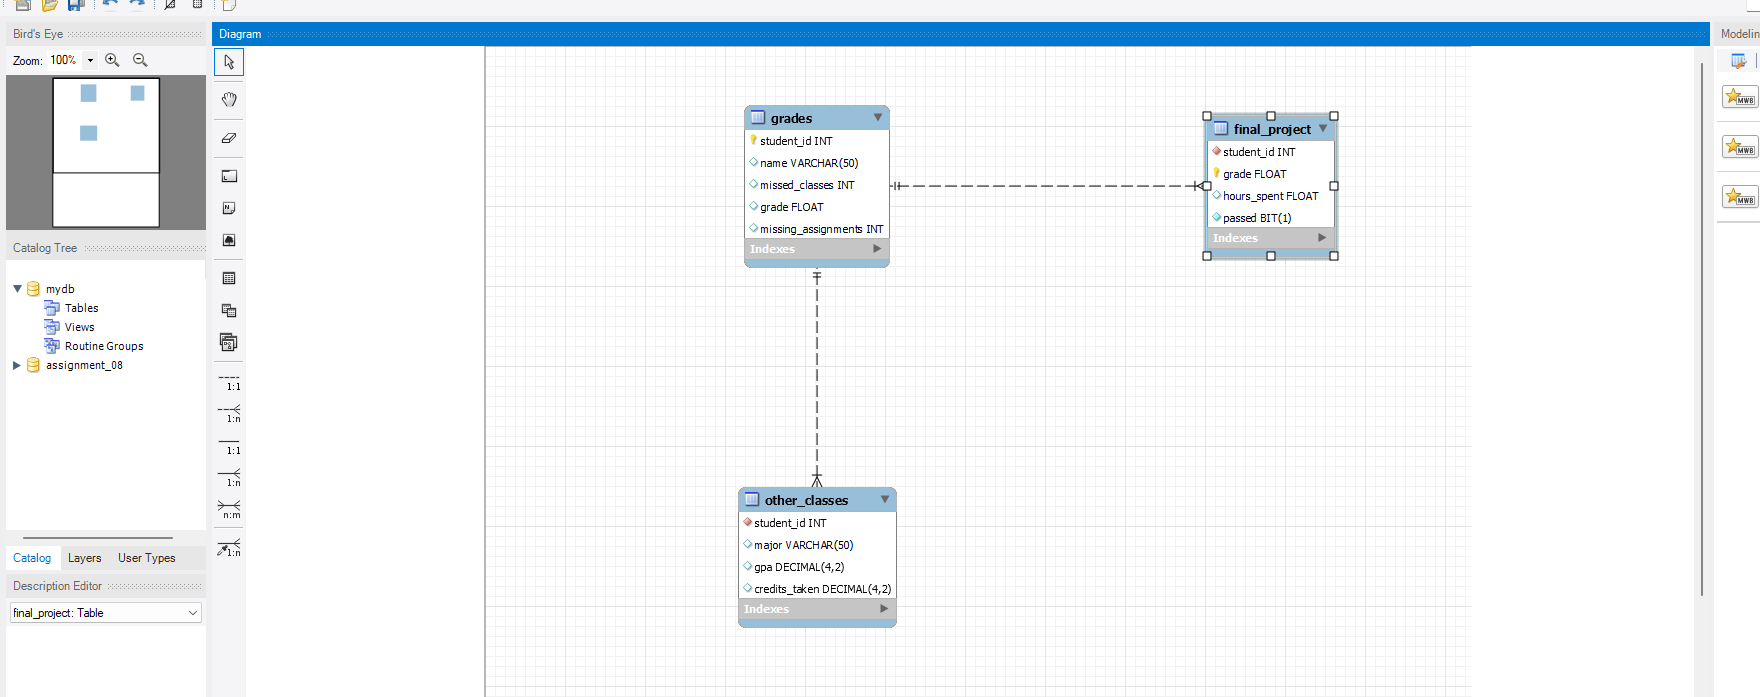 Bird's Eye
Zoom: 100%
Catalog Tree
mydb
Tables
Views
Routine Groups
assignment_08
Catalog Layers User Types
Description Editor
final_project: Table
Diagram
1:1
1:n
1:1
1:n
n:m
1:n
grades
student_id INT
name VARCHAR(50)
missed_classes INT
grade FLOAT
missing_assignments INT
Indexes
final_project
student_id INT
grade FLOAT
hours_spent FLOAT
passed BIT(1)
Indexes
other_classes
student_id INT
major VARCHAR(50)
gpa DECIMAL(4,2)
credits_taken DECIMAL(4,2)
Indexes
Modelin
MWB
MWB
MWB